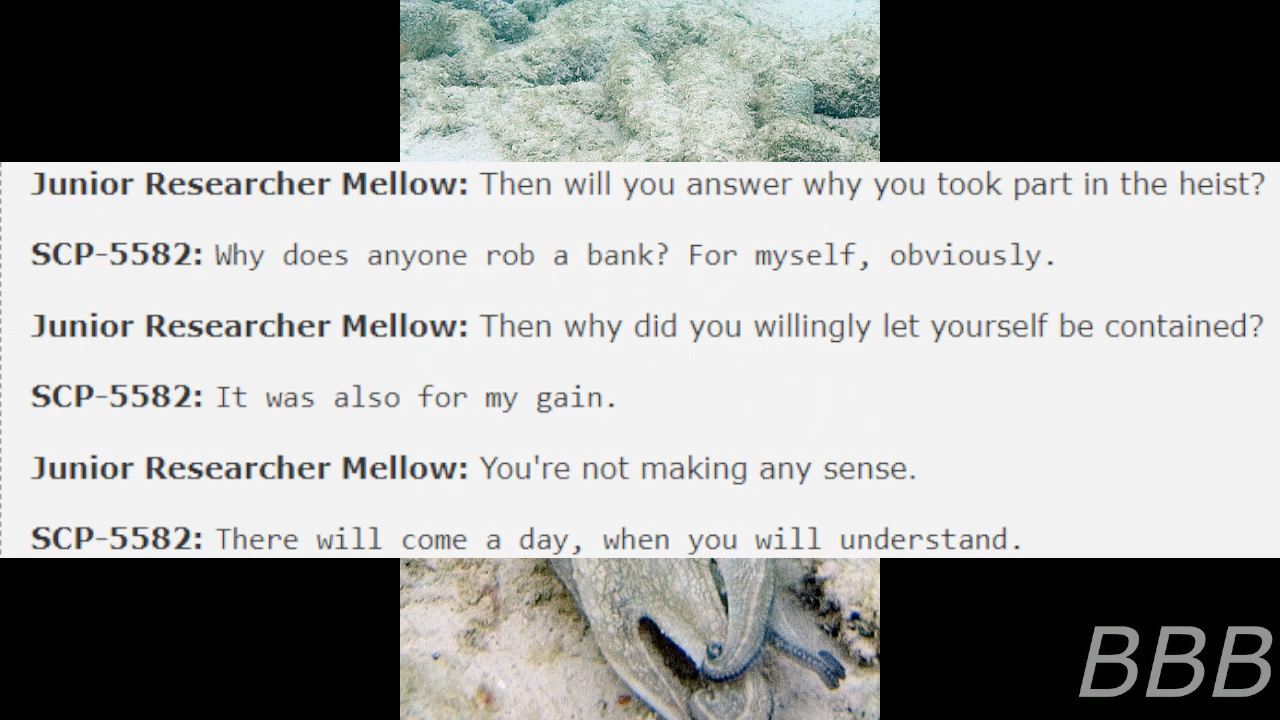 Junior Researcher Mellow: Then will you answer why you took part in the heist?
SCP-5582: Why does anyone rob a bank? For myself, obviously.
Junior Researcher Mellow: Then why did you willingly let yourself be contained?
SCP-5582: It was also for my gain.
Junior Researcher Mellow: You're not making any sense.
SCP-5582: There will come a day, when you will understand.
BBB